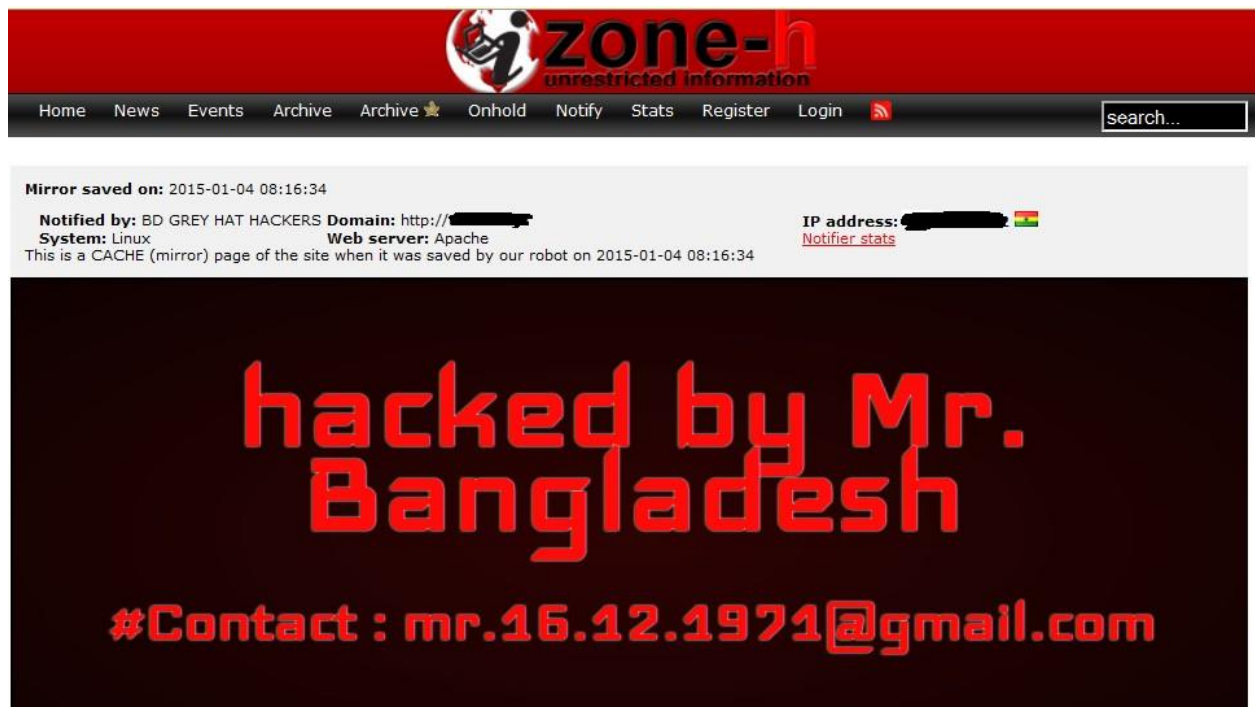 zone-h
unrestricted information
Home News Events Archive Archive Onhold Notify Stats Register Login search...
Mirror saved on: 2015-01-04 08:16:34
Notified by: BD GREY HAT HACKERS Domain: http:// IP address:
System: Linux Web server: Apache Notifier stats
This is a CACHE (mirror) page of the site when it was saved by our robot on 2015-01-04 08:16:34
hacked by Mr.
Bangladesh
#Contact : mr.16.12.1971@gmail.com